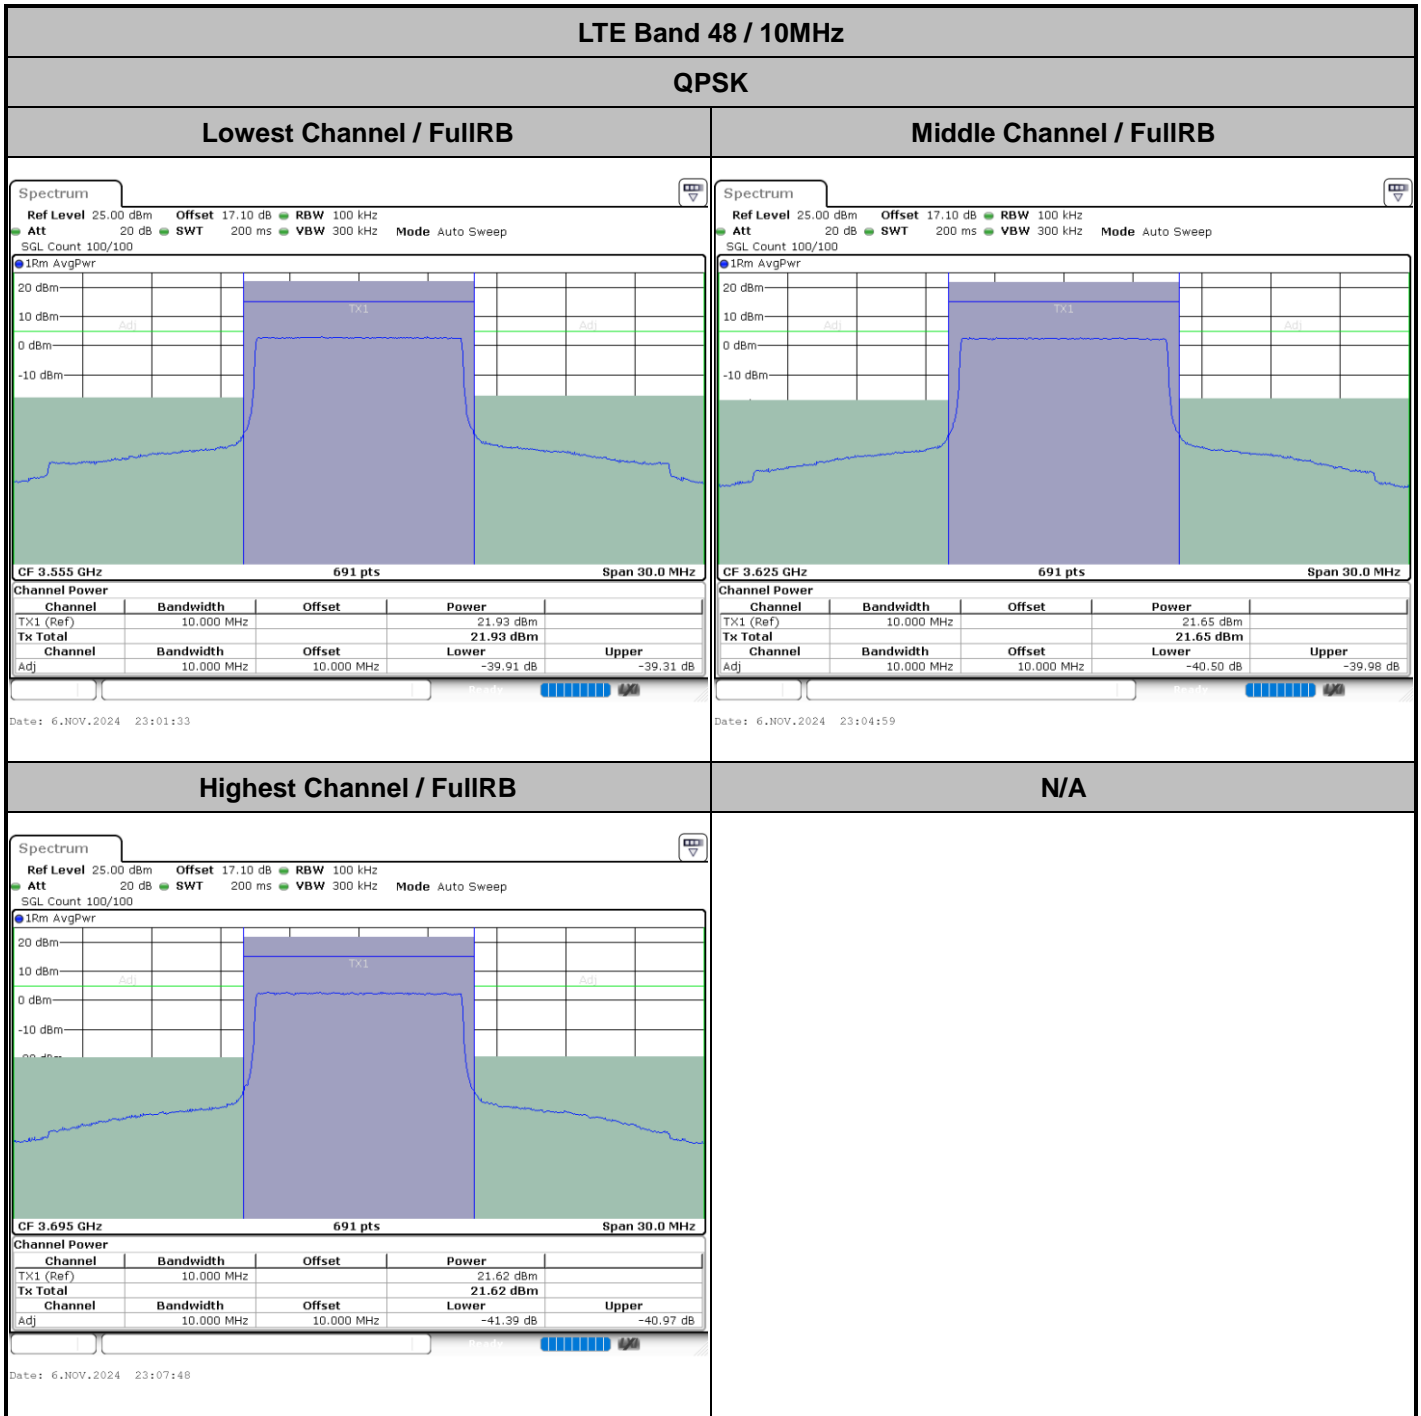 LTE Band 48 / 10MHz
QPSK
Lowest Channel / FullRB
Middle Channel / FullRB
Spectrum
Ref Level 25.00 dBm Offset 17.10 dB RBW 100 kHz
Att 20 dB SWT 200 ms VBW 300 kHz Mode Auto Sweep
SGL Count 100/100
1Rm AvgPwr
20 dBm
TX1
10 dBm
Adj
Adj
0 dBm
-10 dBm
CF 3.555 GHz 691 pts Span 30.0 MHz
Channel Power
Channel Bandwidth Offset Power
TX1 (Ref) 10.000 MHz 21.93 dBm
Tx Total 21.93 dBm
Channel Bandwidth Offset Lower Upper
Adj 10.000 MHz 10.000 MHz -39.91 dB -39.31 dB
Ready
Date: 6.NOV.2024 23:01:33
Spectrum
Ref Level 25.00 dBm Offset 17.10 dB RBW 100 kHz
Att 20 dB SWT 200 ms VBW 300 kHz Mode Auto Sweep
SGL Count 100/100
1Rm AvgPwr
20 dBm
TX1
10 dBm
Adj
Adj
0 dBm
-10 dBm
CF 3.625 GHz 691 pts Span 30.0 MHz
Channel Power
Channel Bandwidth Offset Power
TX1 (Ref) 10.000 MHz 21.65 dBm
Tx Total 21.65 dBm
Channel Bandwidth Offset Lower Upper
Adj 10.000 MHz 10.000 MHz -40.50 dB -39.98 dB
Ready
Date: 6.NOV.2024 23:04:59
Highest Channel / FullRB
N/A
Spectrum
Ref Level 25.00 dBm Offset 17.10 dB RBW 100 kHz
Att 20 dB SWT 200 ms VBW 300 kHz Mode Auto Sweep
SGL Count 100/100
1Rm AvgPwr
20 dBm
TX1
10 dBm
Adj
Adj
0 dBm
-10 dBm
CF 3.695 GHz 691 pts Span 30.0 MHz
Channel Power
Channel Bandwidth Offset Power
TX1 (Ref) 10.000 MHz 21.62 dBm
Tx Total 21.62 dBm
Channel Bandwidth Offset Lower Upper
Adj 10.000 MHz 10.000 MHz -41.39 dB -40.97 dB
Ready
Date: 6.NOV.2024 23:07:48